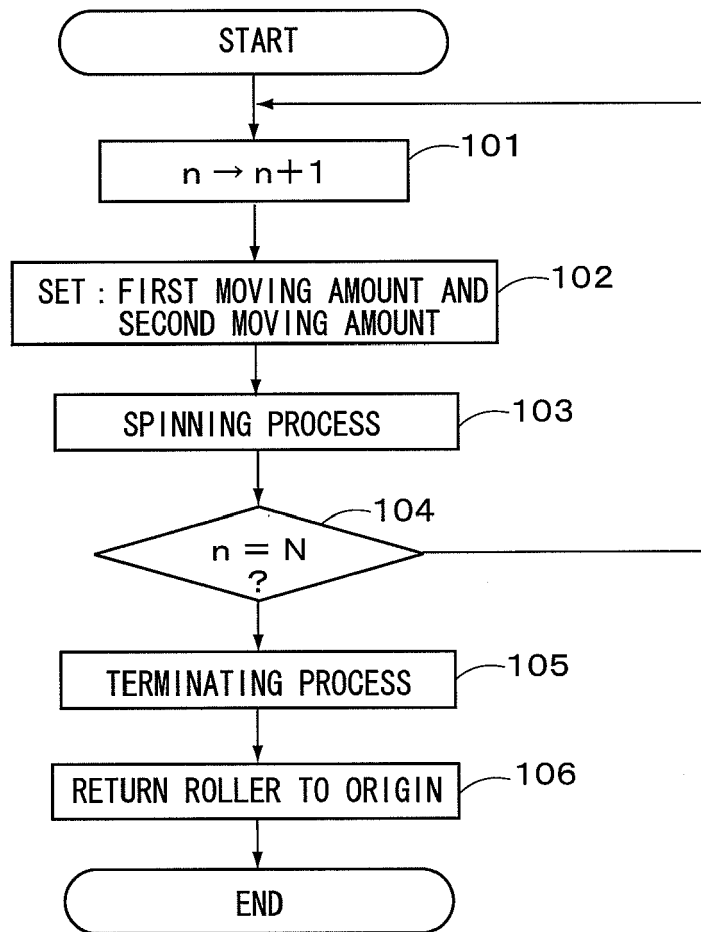 START
n → n+1
101
SET : FIRST MOVING AMOUNT AND
SECOND MOVING AMOUNT
102
SPINNING PROCESS
103
n = N
?
104
TERMINATING PROCESS
105
RETURN ROLLER TO ORIGIN
106
END